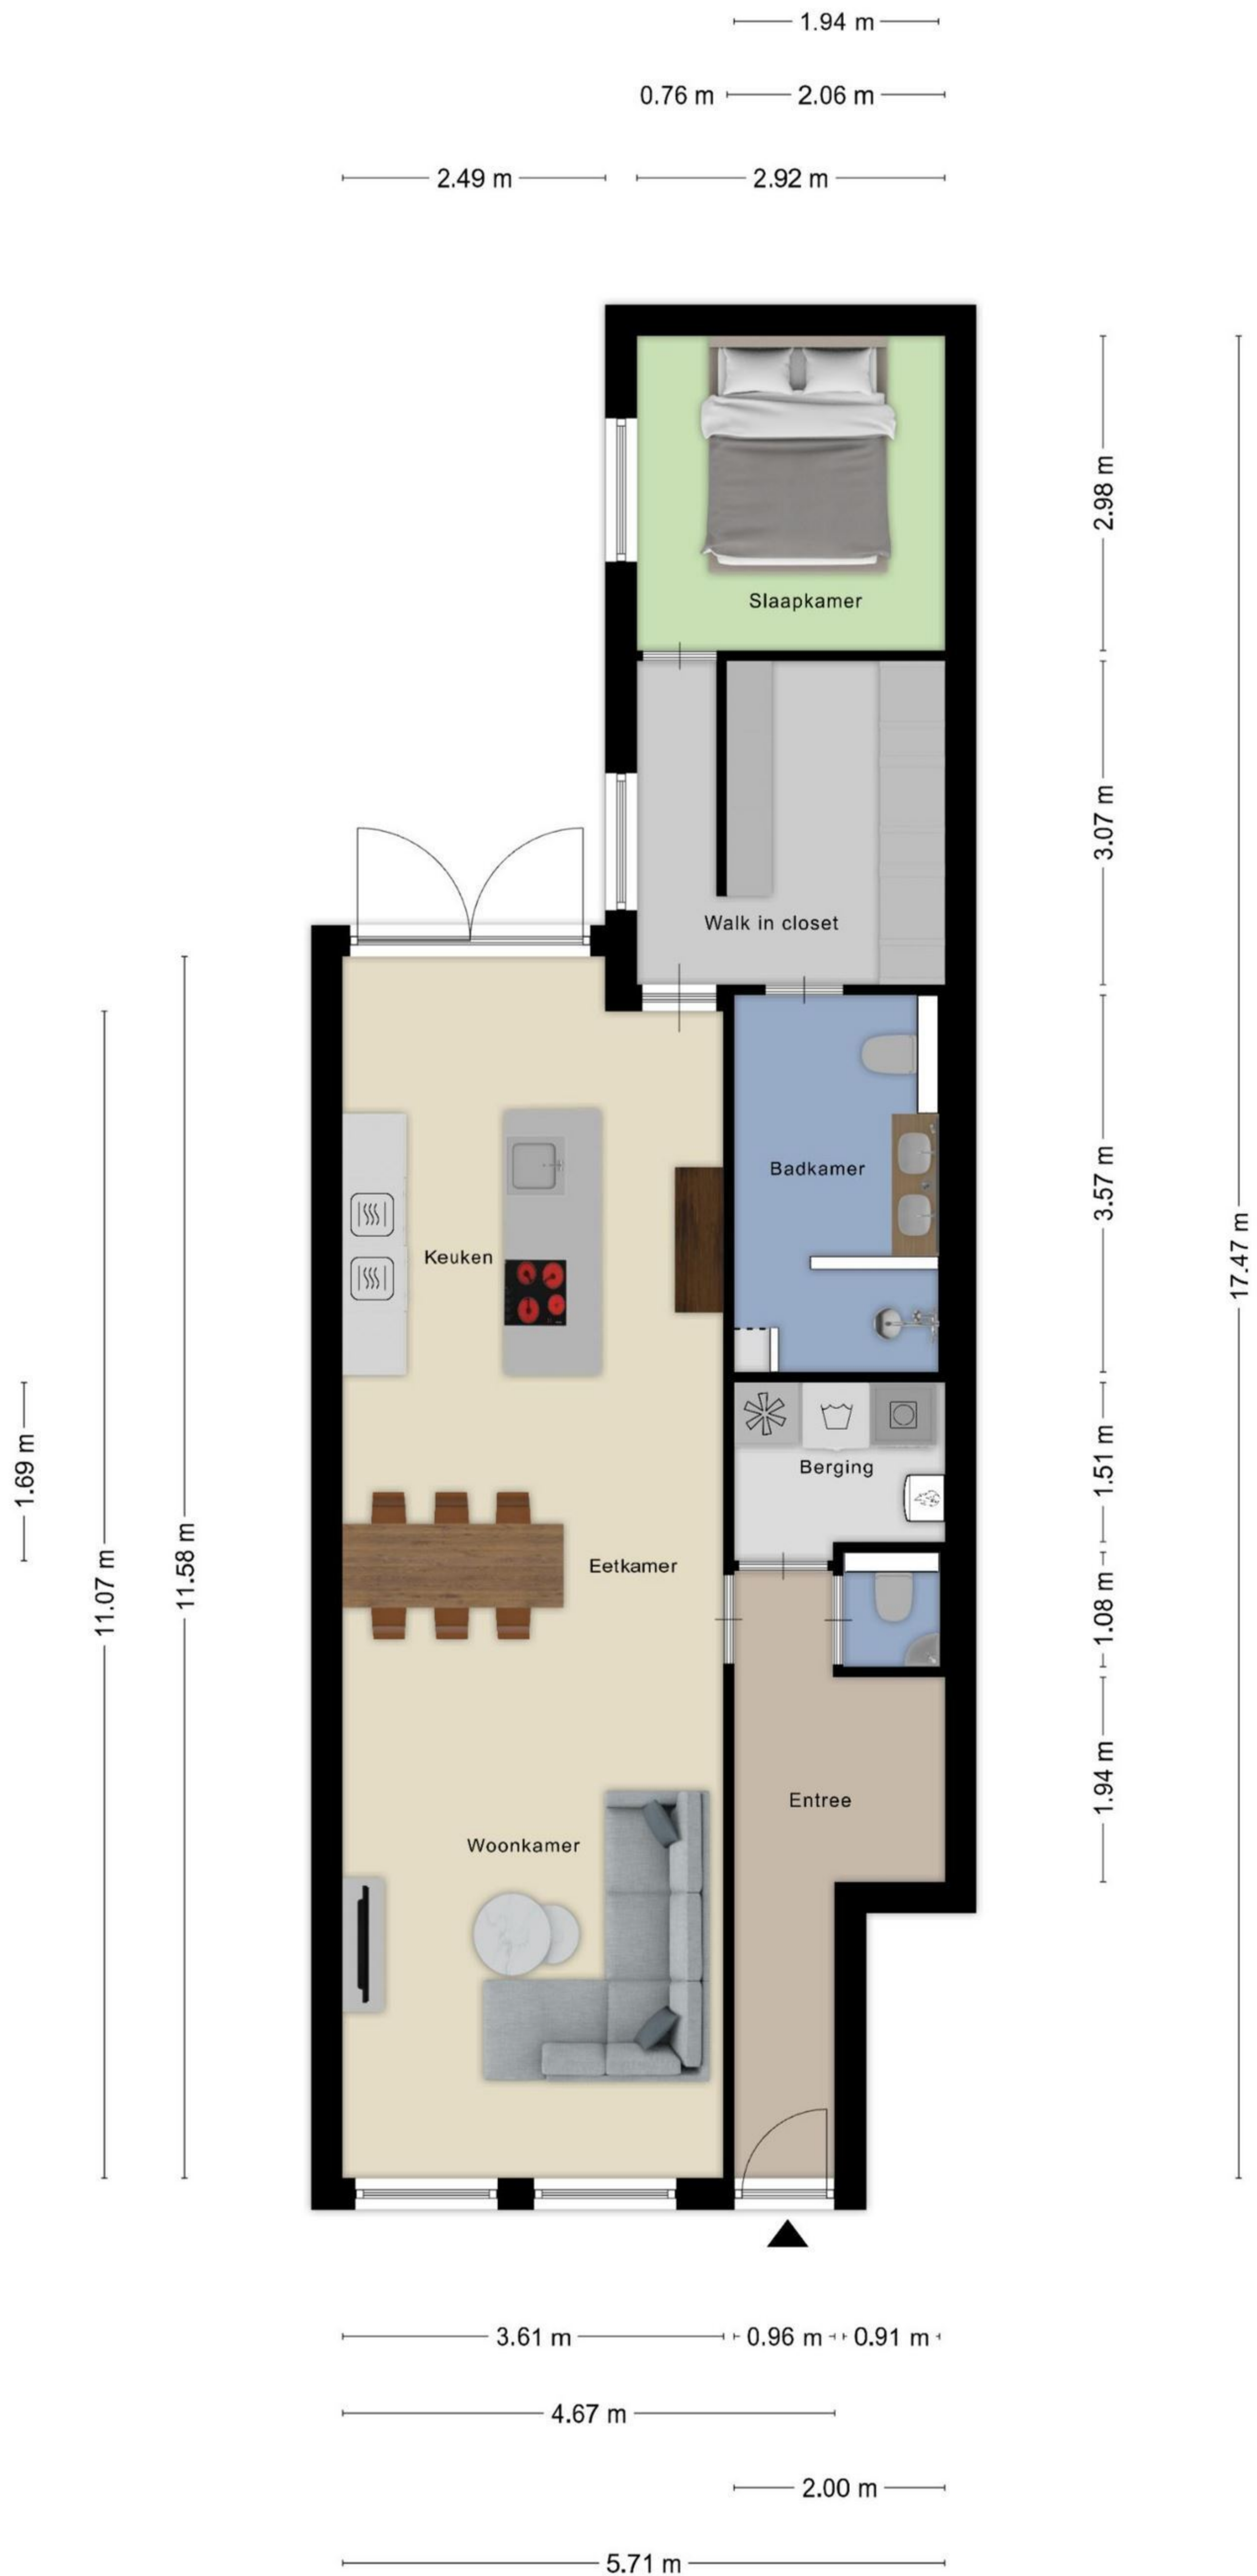 1.94 m
0.76 m
2.06 m
2.49 m
2.92 m
2.98 m
Slaapkamer
3.07 m
Walk in closet
3.57 m
Badkamer
17.47 m
Keuken
1.69 m
1.51 m
Berging
11.07 m
11.58 m
Eetkamer
1.08 m
1.94 m
Entree
Woonkamer
3.61 m
0.96 m
0.91 m
4.67 m
2.00 m
5.71 m